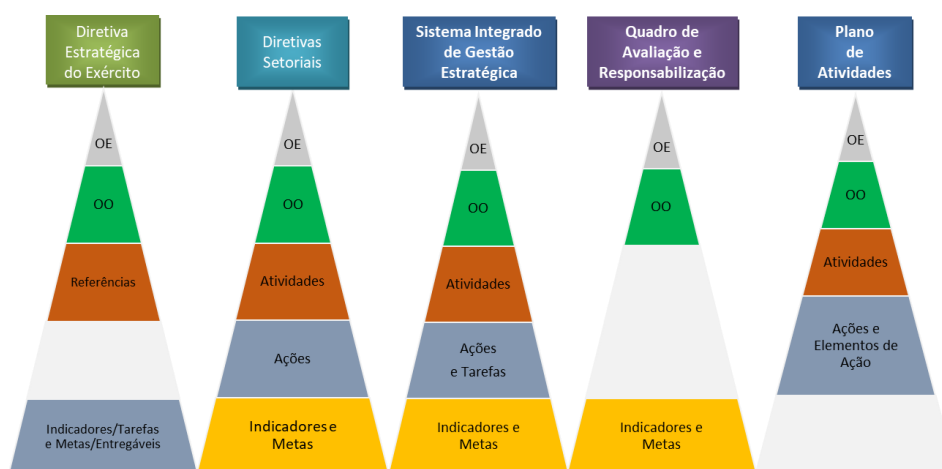 Diretiva
Estratégica
do Exército
OE
OO
Referências
Indicadores/Tarefas
e Metas/Entregáveis
Diretivas
Setoriais
OE
OO
Atividades
Ações
Indicadores e
Metas
Sistema Integrado
de Gestão
Estratégica
OE
OO
Atividades
Ações
e Tarefas
Indicadores e
Metas
Quadro de
Avaliação e
Responsabilização
OE
OO
Indicadores e
Metas
Plano
de
Atividades
OE
OO
Atividades
Ações e
Elementos de
Ação